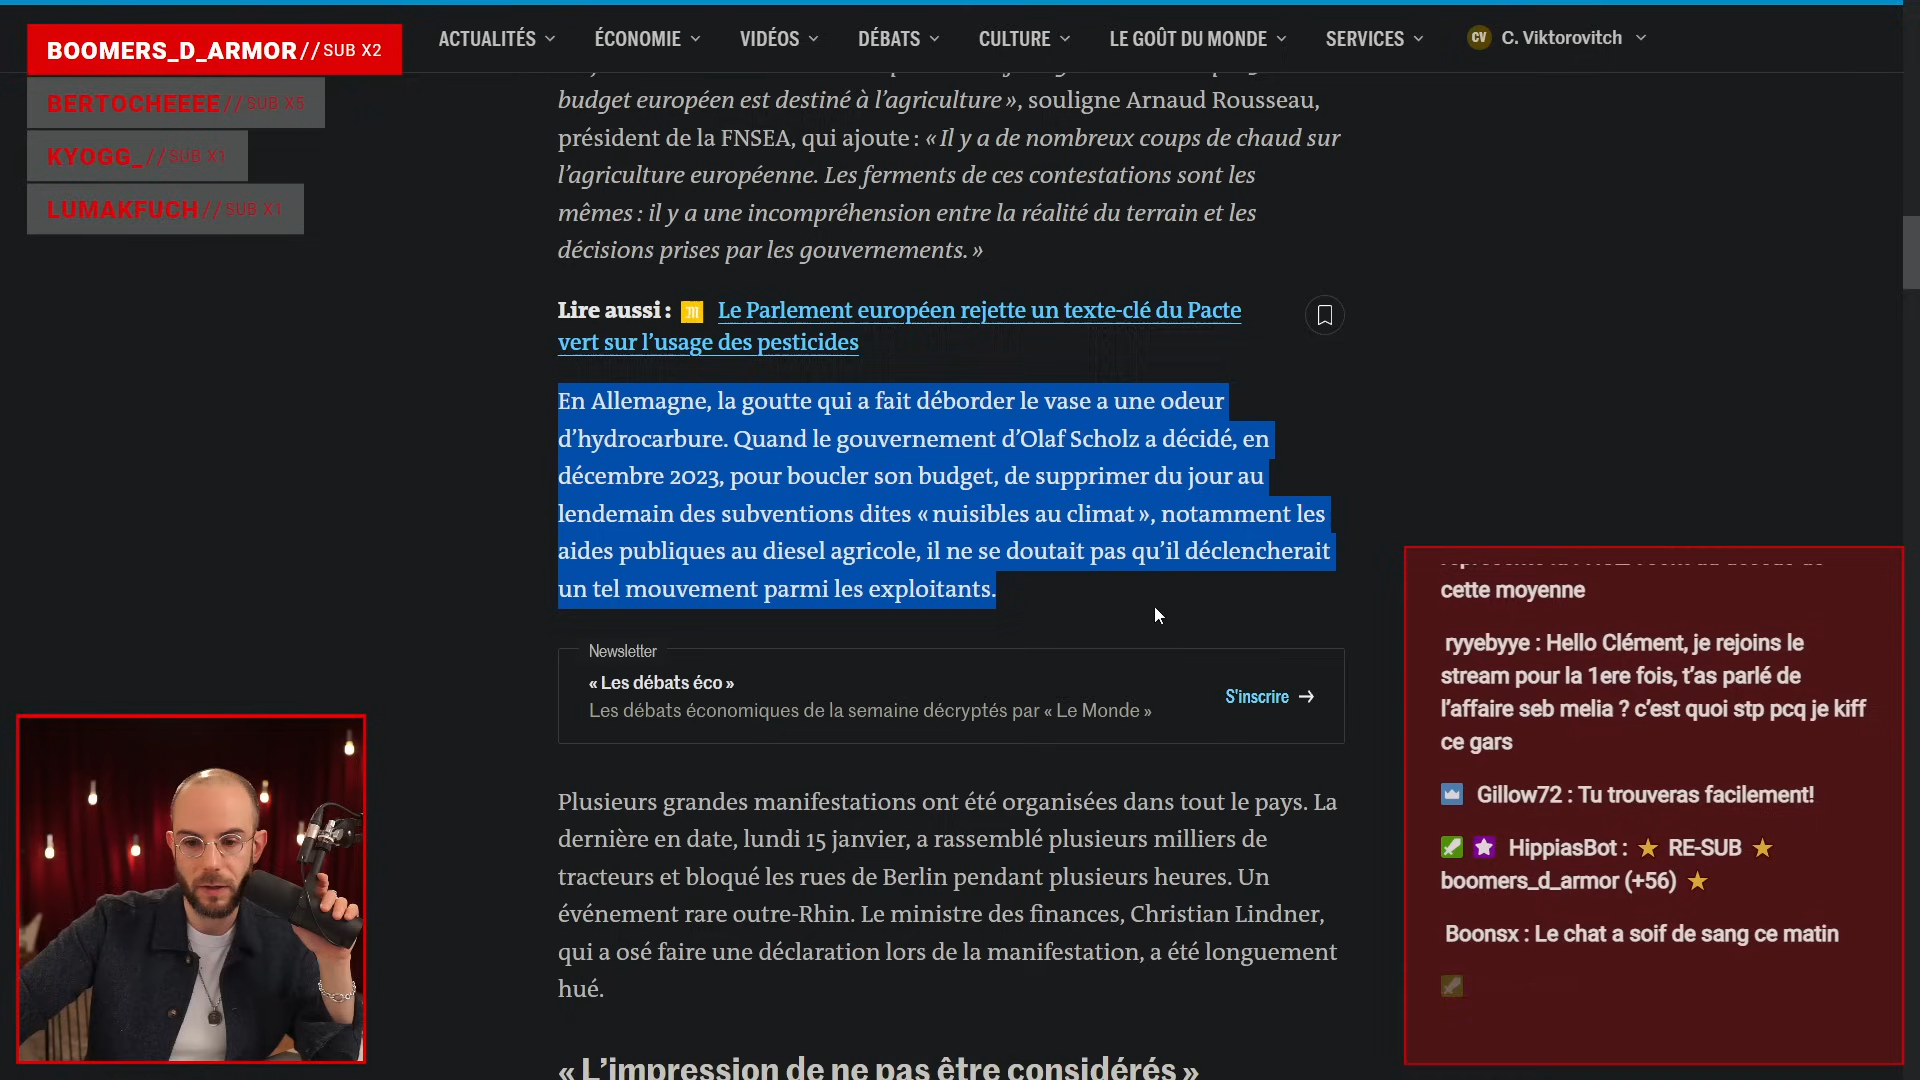 BOOMERS_D_ARMOR//SUB X2
BERTOCHEEEE//SUB X5
KYOGG_//SUB X1
LUMAKFUCH//SUB X1
ACTUALITÉS
ÉCONOMIE
VIDÉOS
DÉBATS
CULTURE
LE GOÛT DU MONDE
SERVICES
CV C. Viktorovitch
budget européen est destiné à l’agriculture », souligne Arnaud Rousseau,
président de la FNSEA, qui ajoute : « Il y a de nombreux coups de chaud sur
l’agriculture européenne. Les ferments de ces contestations sont les
mêmes : il y a une incompréhension entre la réalité du terrain et les
décisions prises par les gouvernements. »
Lire aussi : Le Parlement européen rejette un texte-clé du Pacte
vert sur l’usage des pesticides
En Allemagne, la goutte qui a fait déborder le vase a une odeur
d’hydrocarbure. Quand le gouvernement d’Olaf Scholz a décidé, en
décembre 2023, pour boucler son budget, de supprimer du jour au
lendemain des subventions dites « nuisibles au climat », notamment les
aides publiques au diesel agricole, il ne se doutait pas qu’il déclencherait
un tel mouvement parmi les exploitants.
Newsletter
« Les débats éco »
Les débats économiques de la semaine décryptés par « Le Monde »
S'inscrire →
Plusieurs grandes manifestations ont été organisées dans tout le pays. La
dernière en date, lundi 15 janvier, a rassemblé plusieurs milliers de
tracteurs et bloqué les rues de Berlin pendant plusieurs heures. Un
événement rare outre-Rhin. Le ministre des finances, Christian Lindner,
qui a osé faire une déclaration lors de la manifestation, a été longuement
hué.
« L’impression de ne pas être considérés »
cette moyenne
ryyebyye : Hello Clément, je rejoins le
stream pour la 1ere fois, t’as parlé de
l’affaire seb melia ? c’est quoi stp pcq je kiff
ce gars
Gillow72 : Tu trouveras facilement!
HippiasBot : ★ RE-SUB ★
boomers_d_armor (+56) ★
Boonsx : Le chat a soif de sang ce matin